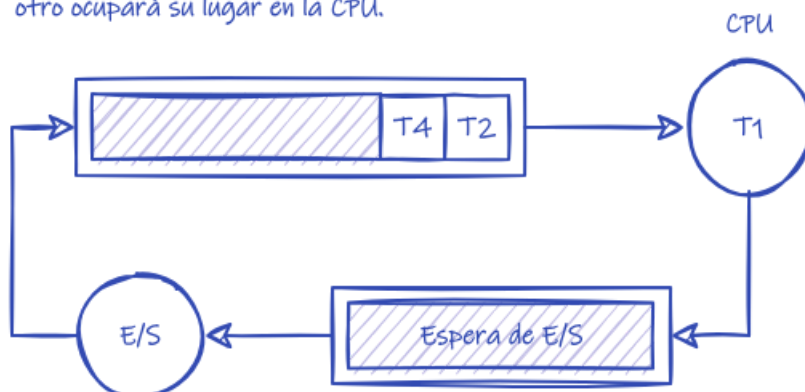 otro ocupará su lugar en la CPU.
CPU
T4 T2
T1
E/S
Espera de E/S